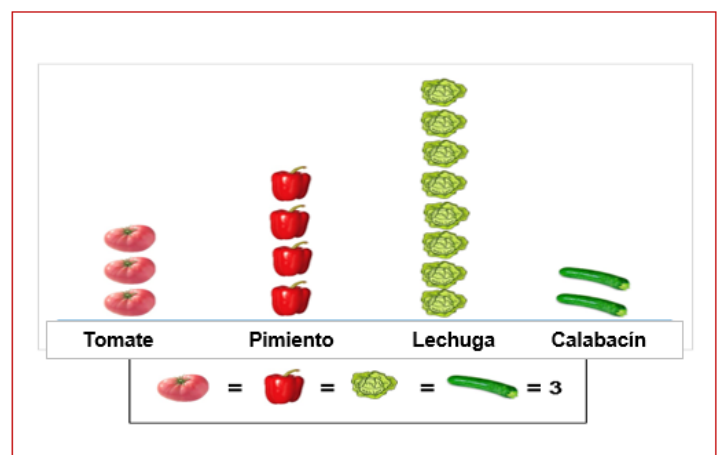 Tomate Pimiento Lechuga Calabacín
= = = = 3